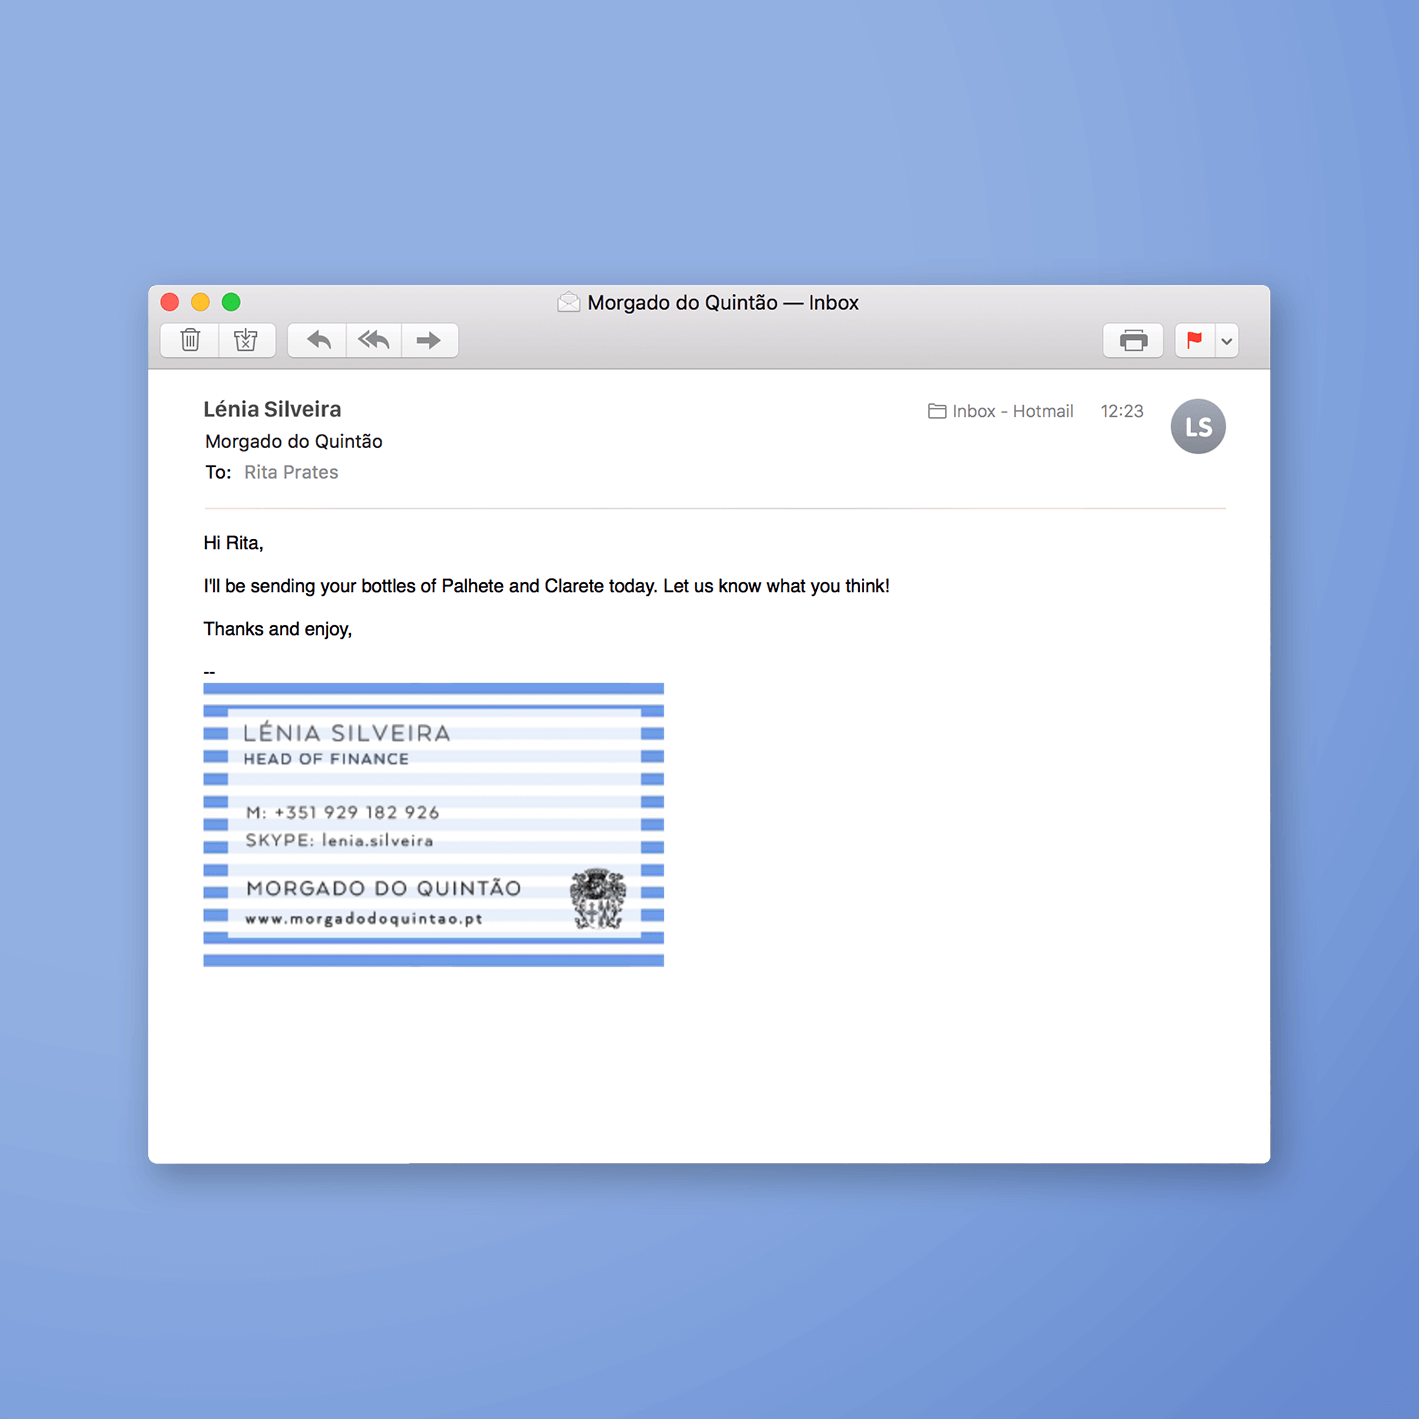 Morgado do Quintão — Inbox
Lénia Silveira
Inbox - Hotmail 12:23
LS
Morgado do Quintão
To: Rita Prates
Hi Rita,
I'll be sending your bottles of Palhete and Clarete today. Let us know what you think!
Thanks and enjoy,
--
LÉNIA SILVEIRA
HEAD OF FINANCE
M: +351 929 182 926
SKYPE: lenia.silveira
MORGADO DO QUINTÃO
www.morgadodoquintao.pt